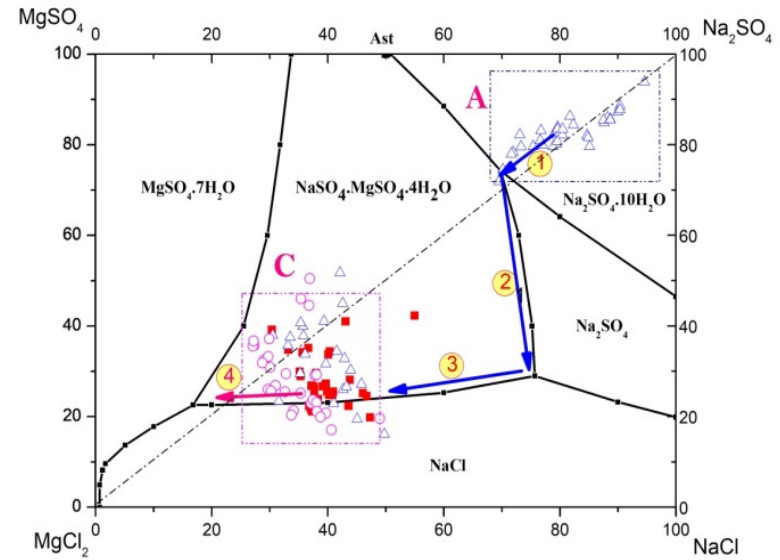 MgSO₄
Na₂SO₄
0 20 40 60 80 100
Ast
100
80
60
40
20
0
100
80
60
40
20
0
A
1
MgSO₄.7H₂O
NaSO₄.MgSO₄.4H₂O
Na₂SO₄.10H₂O
C
2
Na₂SO₄
3
4
NaCl
0 20 40 60 80 100
MgCl₂
NaCl